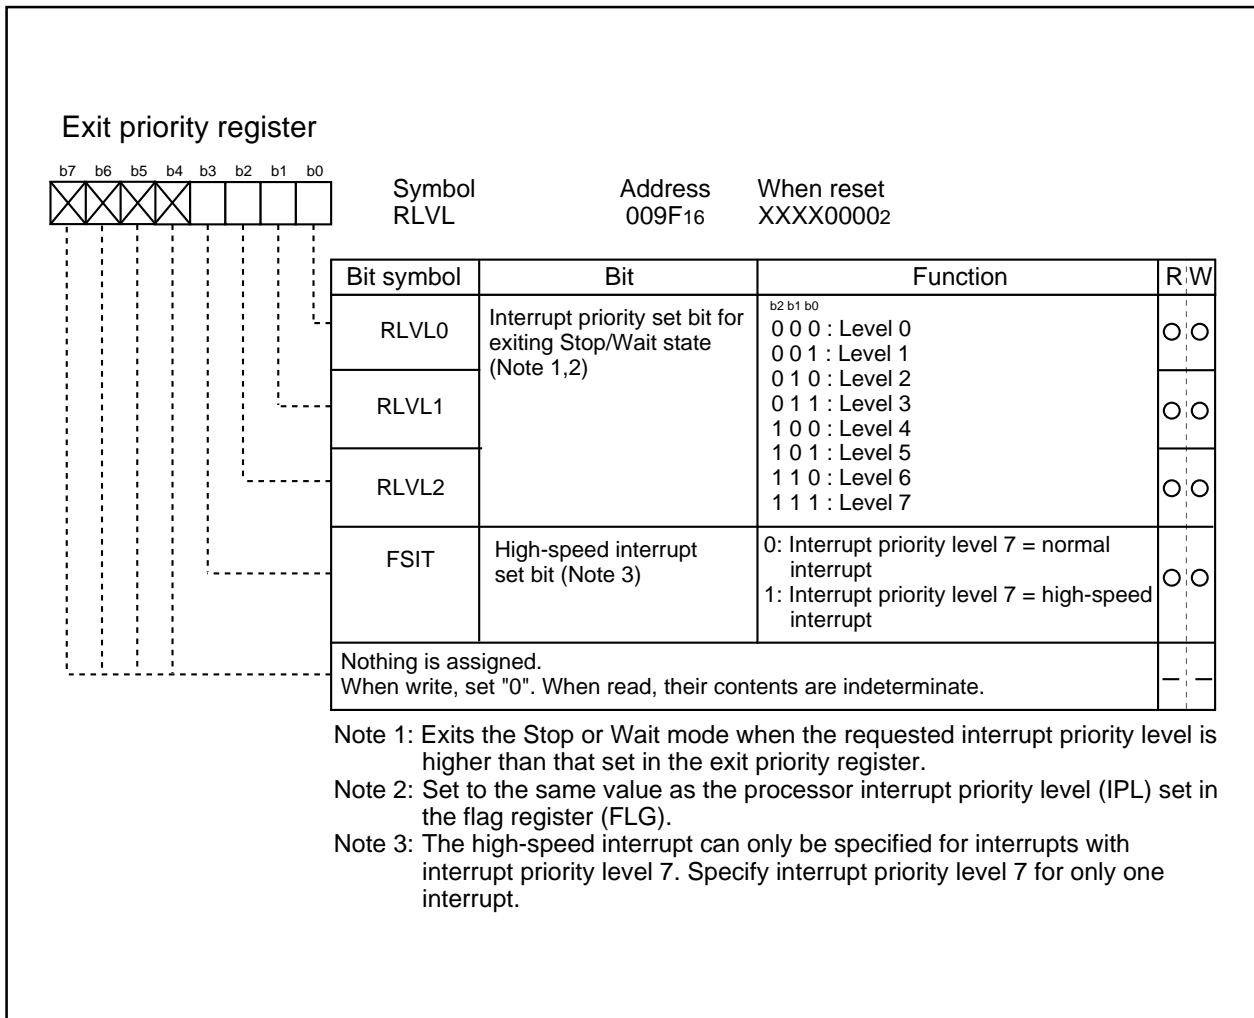 Exit priority register
b7 b6 b5 b4 b3 b2 b1 b0
Symbol Address When reset
RLVL 009F16 XXXX00002
Bit symbol Bit Function R W
RLVL0
Interrupt priority set bit for
exiting Stop/Wait state
(Note 1,2)
b2 b1 b0
0 0 0 : Level 0
0 0 1 : Level 1
0 1 0 : Level 2
0 1 1 : Level 3
1 0 0 : Level 4
1 0 1 : Level 5
1 1 0 : Level 6
1 1 1 : Level 7
RLVL1
RLVL2
FSIT
High-speed interrupt
set bit (Note 3)
0: Interrupt priority level 7 = normal
interrupt
1: Interrupt priority level 7 = high-speed
interrupt
Nothing is assigned.
When write, set "0". When read, their contents are indeterminate.
Note 1: Exits the Stop or Wait mode when the requested interrupt priority level is
higher than that set in the exit priority register.
Note 2: Set to the same value as the processor interrupt priority level (IPL) set in
the flag register (FLG).
Note 3: The high-speed interrupt can only be specified for interrupts with
interrupt priority level 7. Specify interrupt priority level 7 for only one
interrupt.